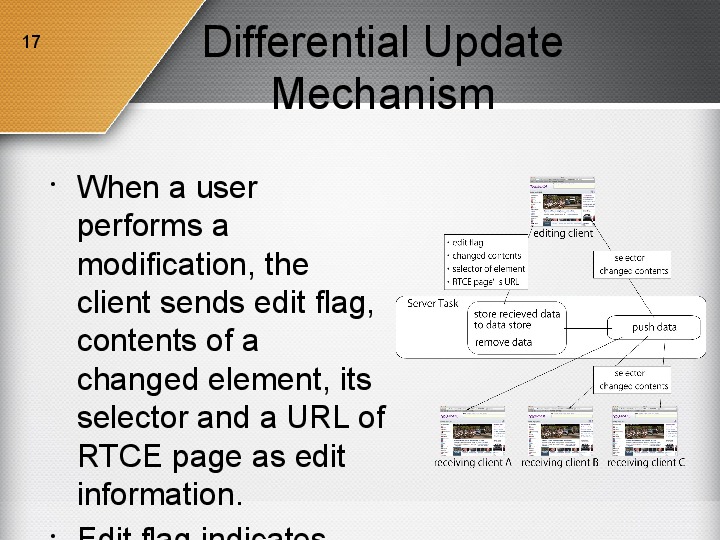 17
Differential Update
Mechanism
• When a user
performs a
modification, the
client sends edit flag,
contents of a
changed element, its
selector and a URL of
RTCE page as edit
information.
• Edit flag indicates
editing client
・edit flag
・changed contents
・selector of element
・RTCE page's URL
selector
changed contents
Server Task
store recieved data
to data store
remove data
push data
selector
changed contents
receiving client A
receiving client B
receiving client C